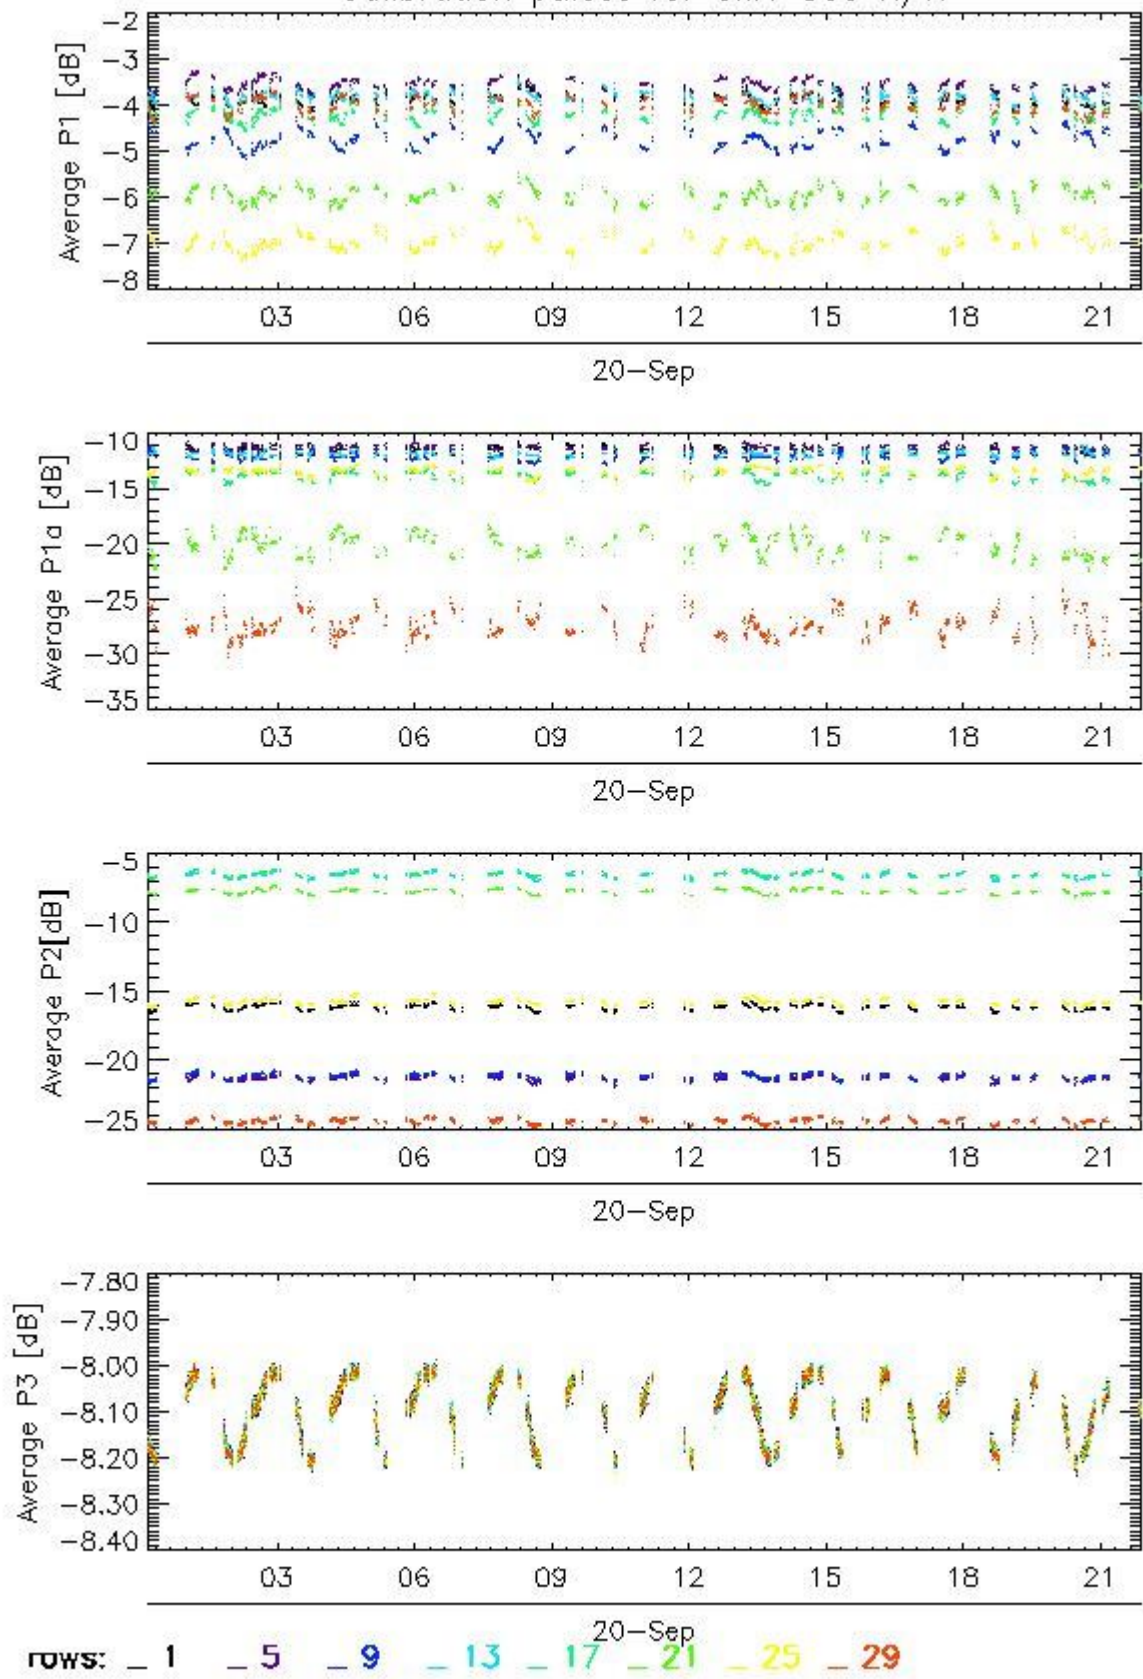 −2
−3
−4
−5
−6
−7
−8
Average P1 [dB]
03 06 09 12 15 18 21
20−Sep
−10
−15
−20
−25
−30
−35
Average P1a [dB]
03 06 09 12 15 18 21
20−Sep
−5
−10
−15
−20
−25
Average P2[dB]
03 06 09 12 15 18 21
20−Sep
−7.80
−7.90
−8.00
−8.10
−8.20
−8.30
−8.40
Average P3 [dB]
03 06 09 12 15 18 21
20−Sep
rows: _ 1 _ 5 _ 9 _ 13 _ 17 _ 21 _ 25 _ 29